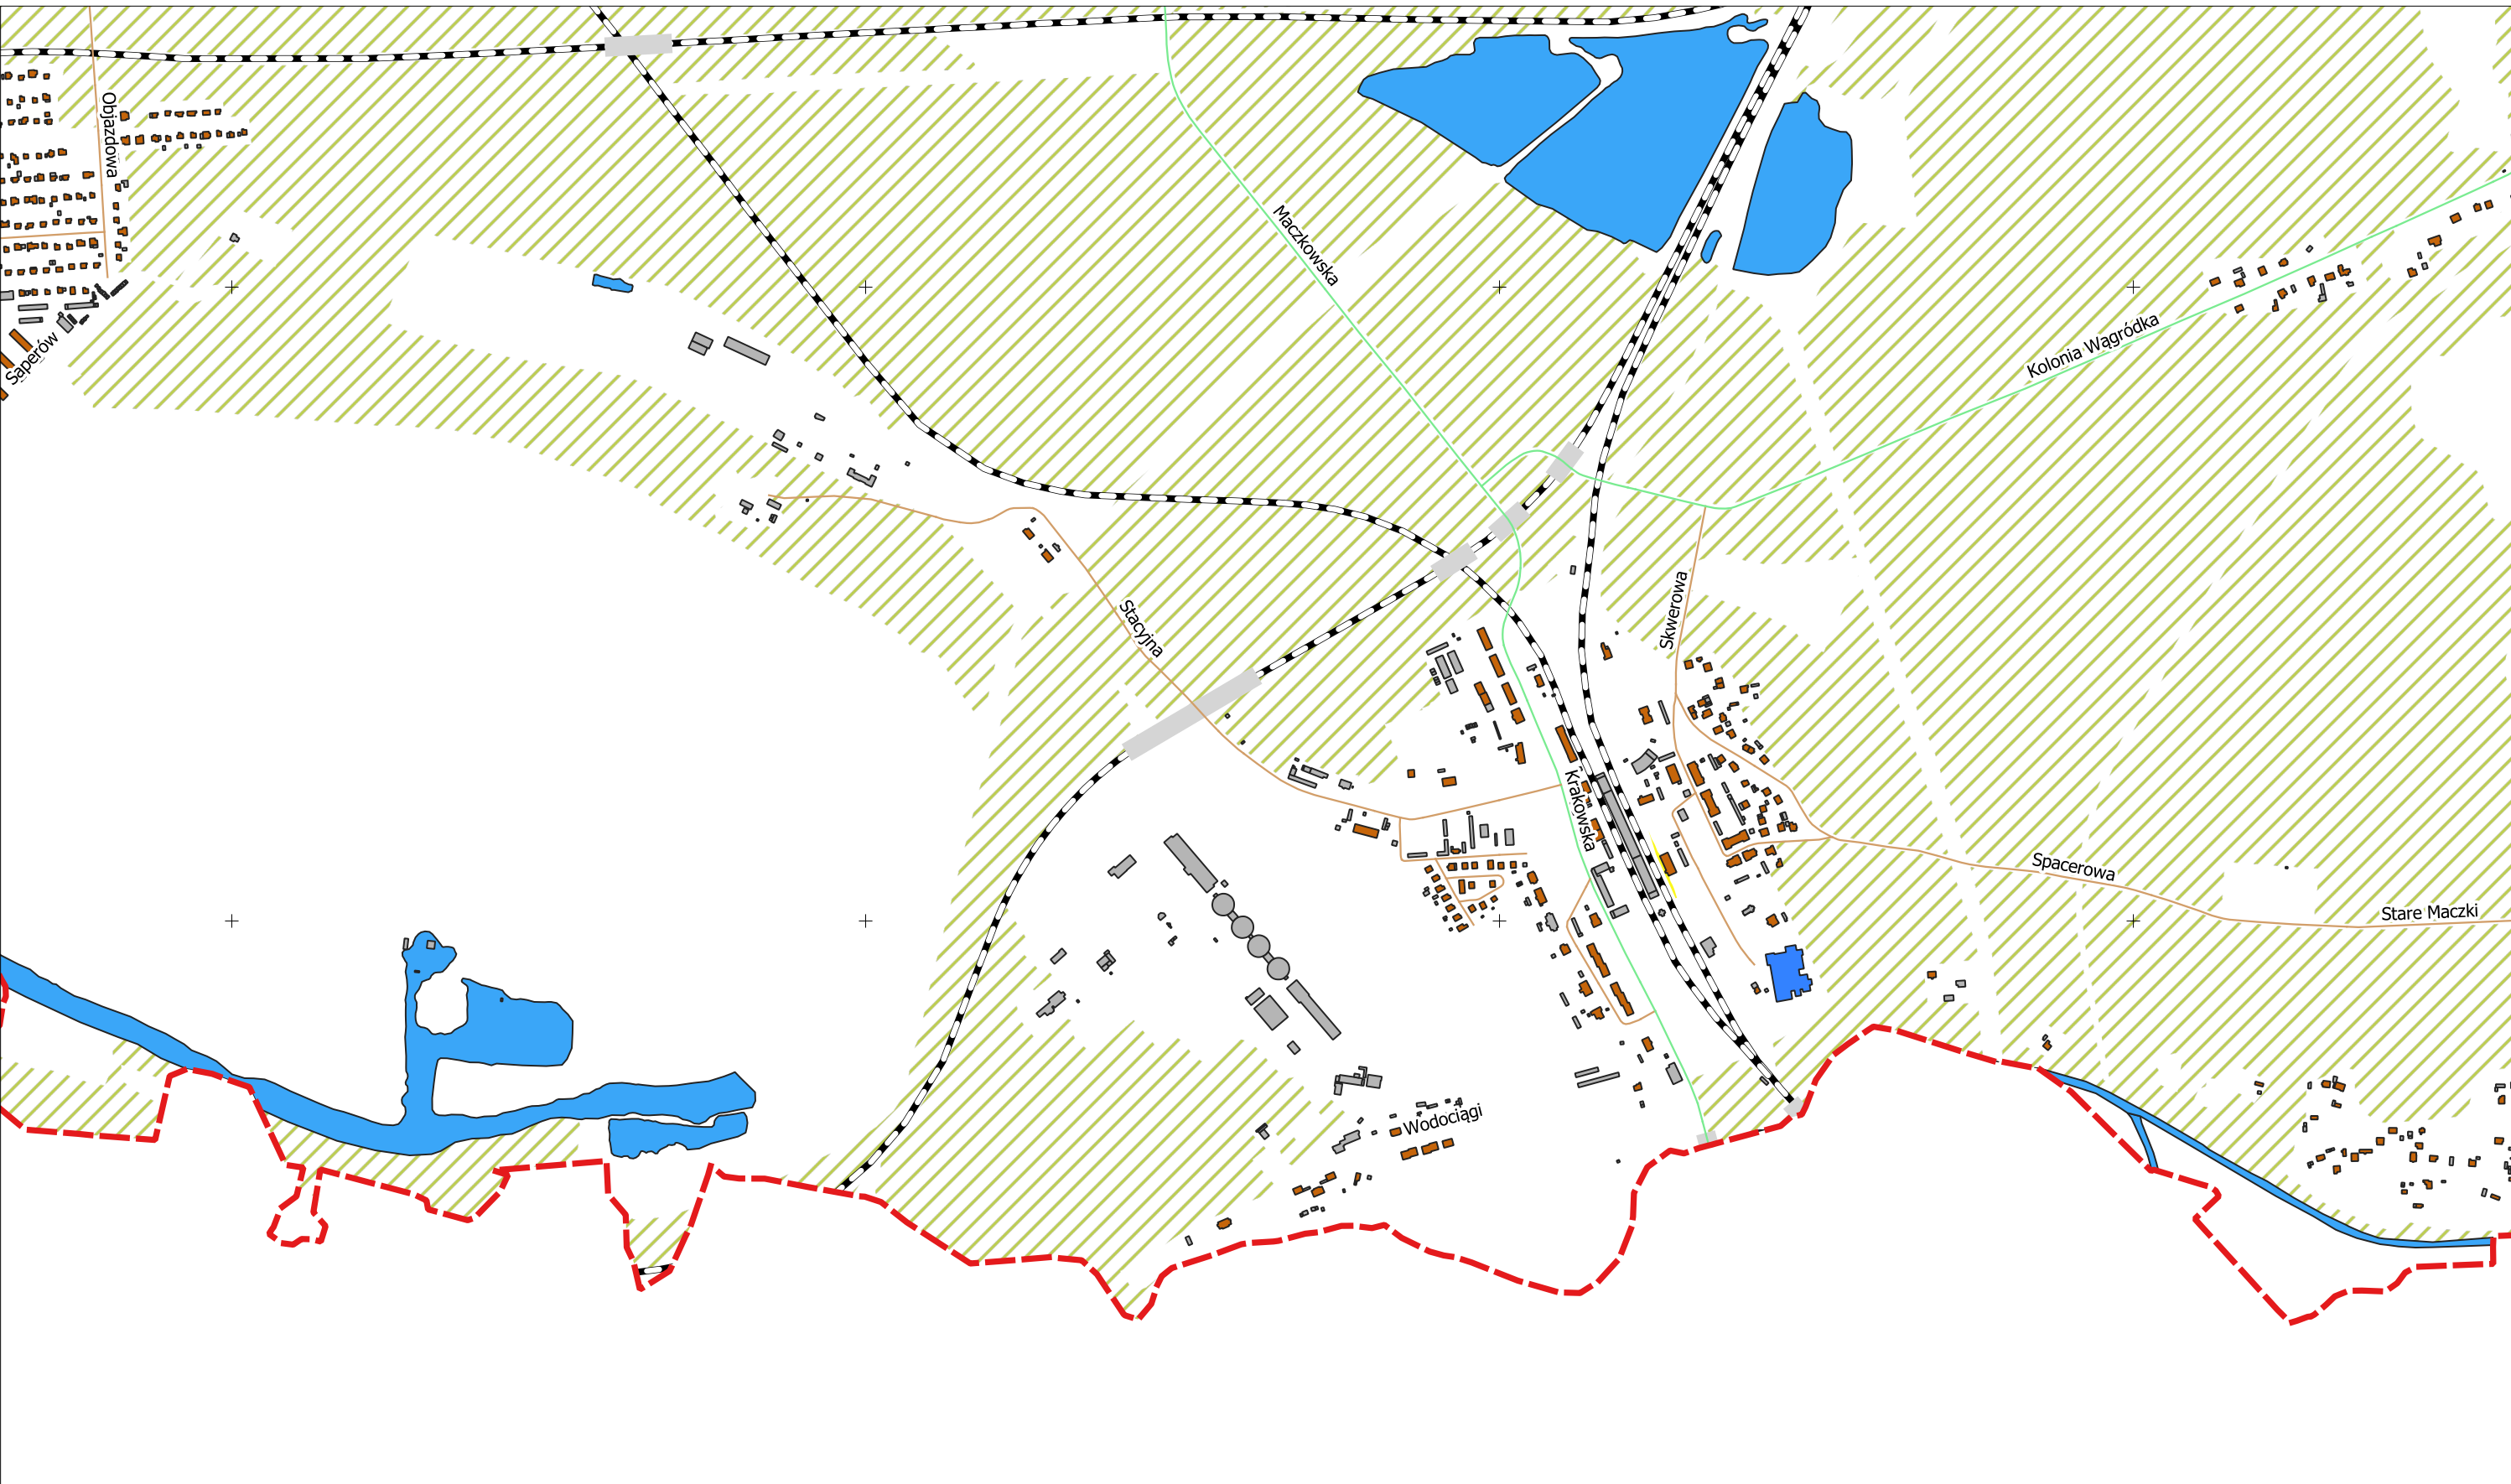 Objazdowa
Maczkowska
Saperów
Kolonia Wągródka
Stacyjna
Skwerowa
Krakowska
Spacerowa
Stare Maczki
Wodociągi